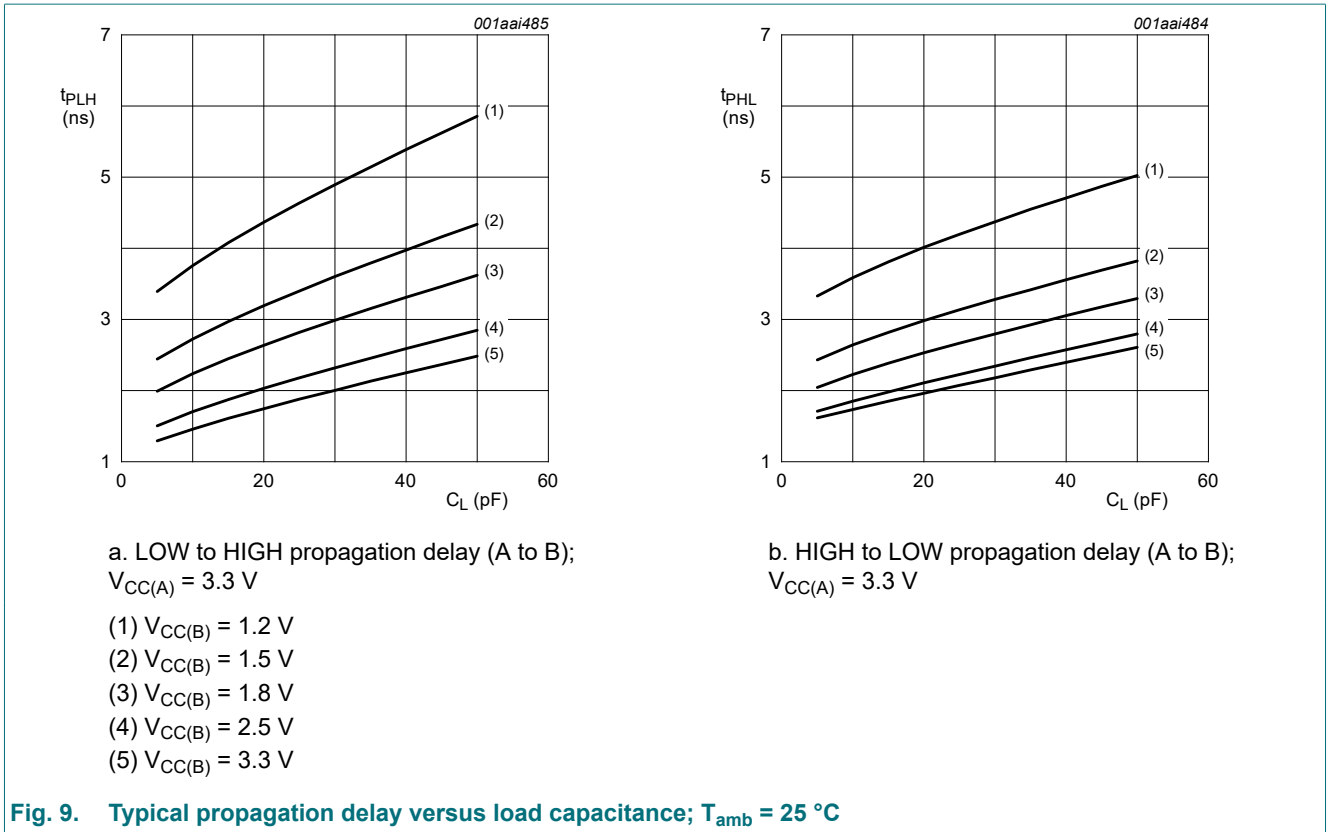 001aai485
7
tPLH
(ns)
(1)
5
(2)
(3)
3
(4)
(5)
1
0 20 40 60
CL (pF)
a. LOW to HIGH propagation delay (A to B);
VCC(A) = 3.3 V
(1) VCC(B) = 1.2 V
(2) VCC(B) = 1.5 V
(3) VCC(B) = 1.8 V
(4) VCC(B) = 2.5 V
(5) VCC(B) = 3.3 V
001aai484
7
tPHL
(ns)
(1)
5
(2)
(3)
3
(4)
(5)
1
0 20 40 60
CL (pF)
b. HIGH to LOW propagation delay (A to B);
VCC(A) = 3.3 V
Fig. 9. Typical propagation delay versus load capacitance; Tamb = 25 °C